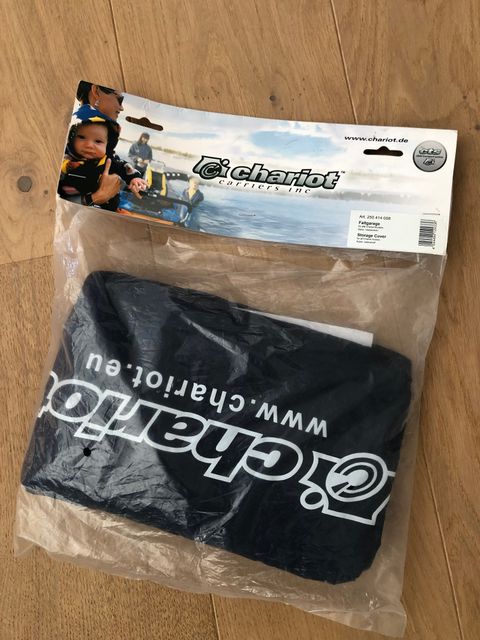 www.chariot.de
chariot
carriers inc
Art. 250 414 008
Faltgarage
Storage Cover
www.chariot.eu
chariot